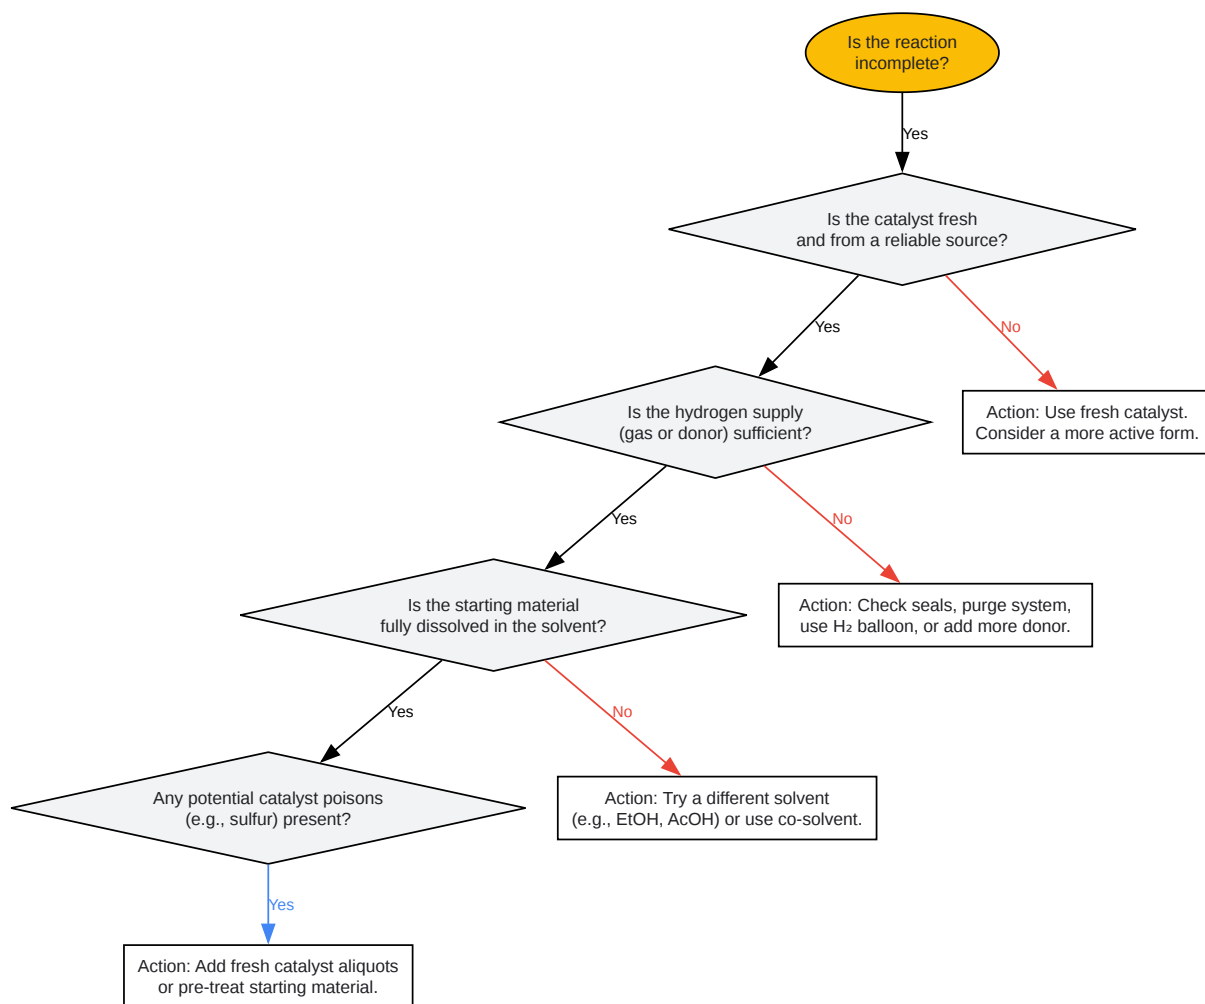 Is the reaction
incomplete?
Yes
Is the catalyst fresh
and from a reliable source?
Yes
No
Is the hydrogen supply
(gas or donor) sufficient?
Action: Use fresh catalyst.
Consider a more active form.
Yes
No
Is the starting material
fully dissolved in the solvent?
Action: Check seals, purge system,
use H₂ balloon, or add more donor.
Yes
No
Any potential catalyst poisons
(e.g., sulfur) present?
Action: Try a different solvent
(e.g., EtOH, AcOH) or use co-solvent.
Yes
Action: Add fresh catalyst aliquots
or pre-treat starting material.